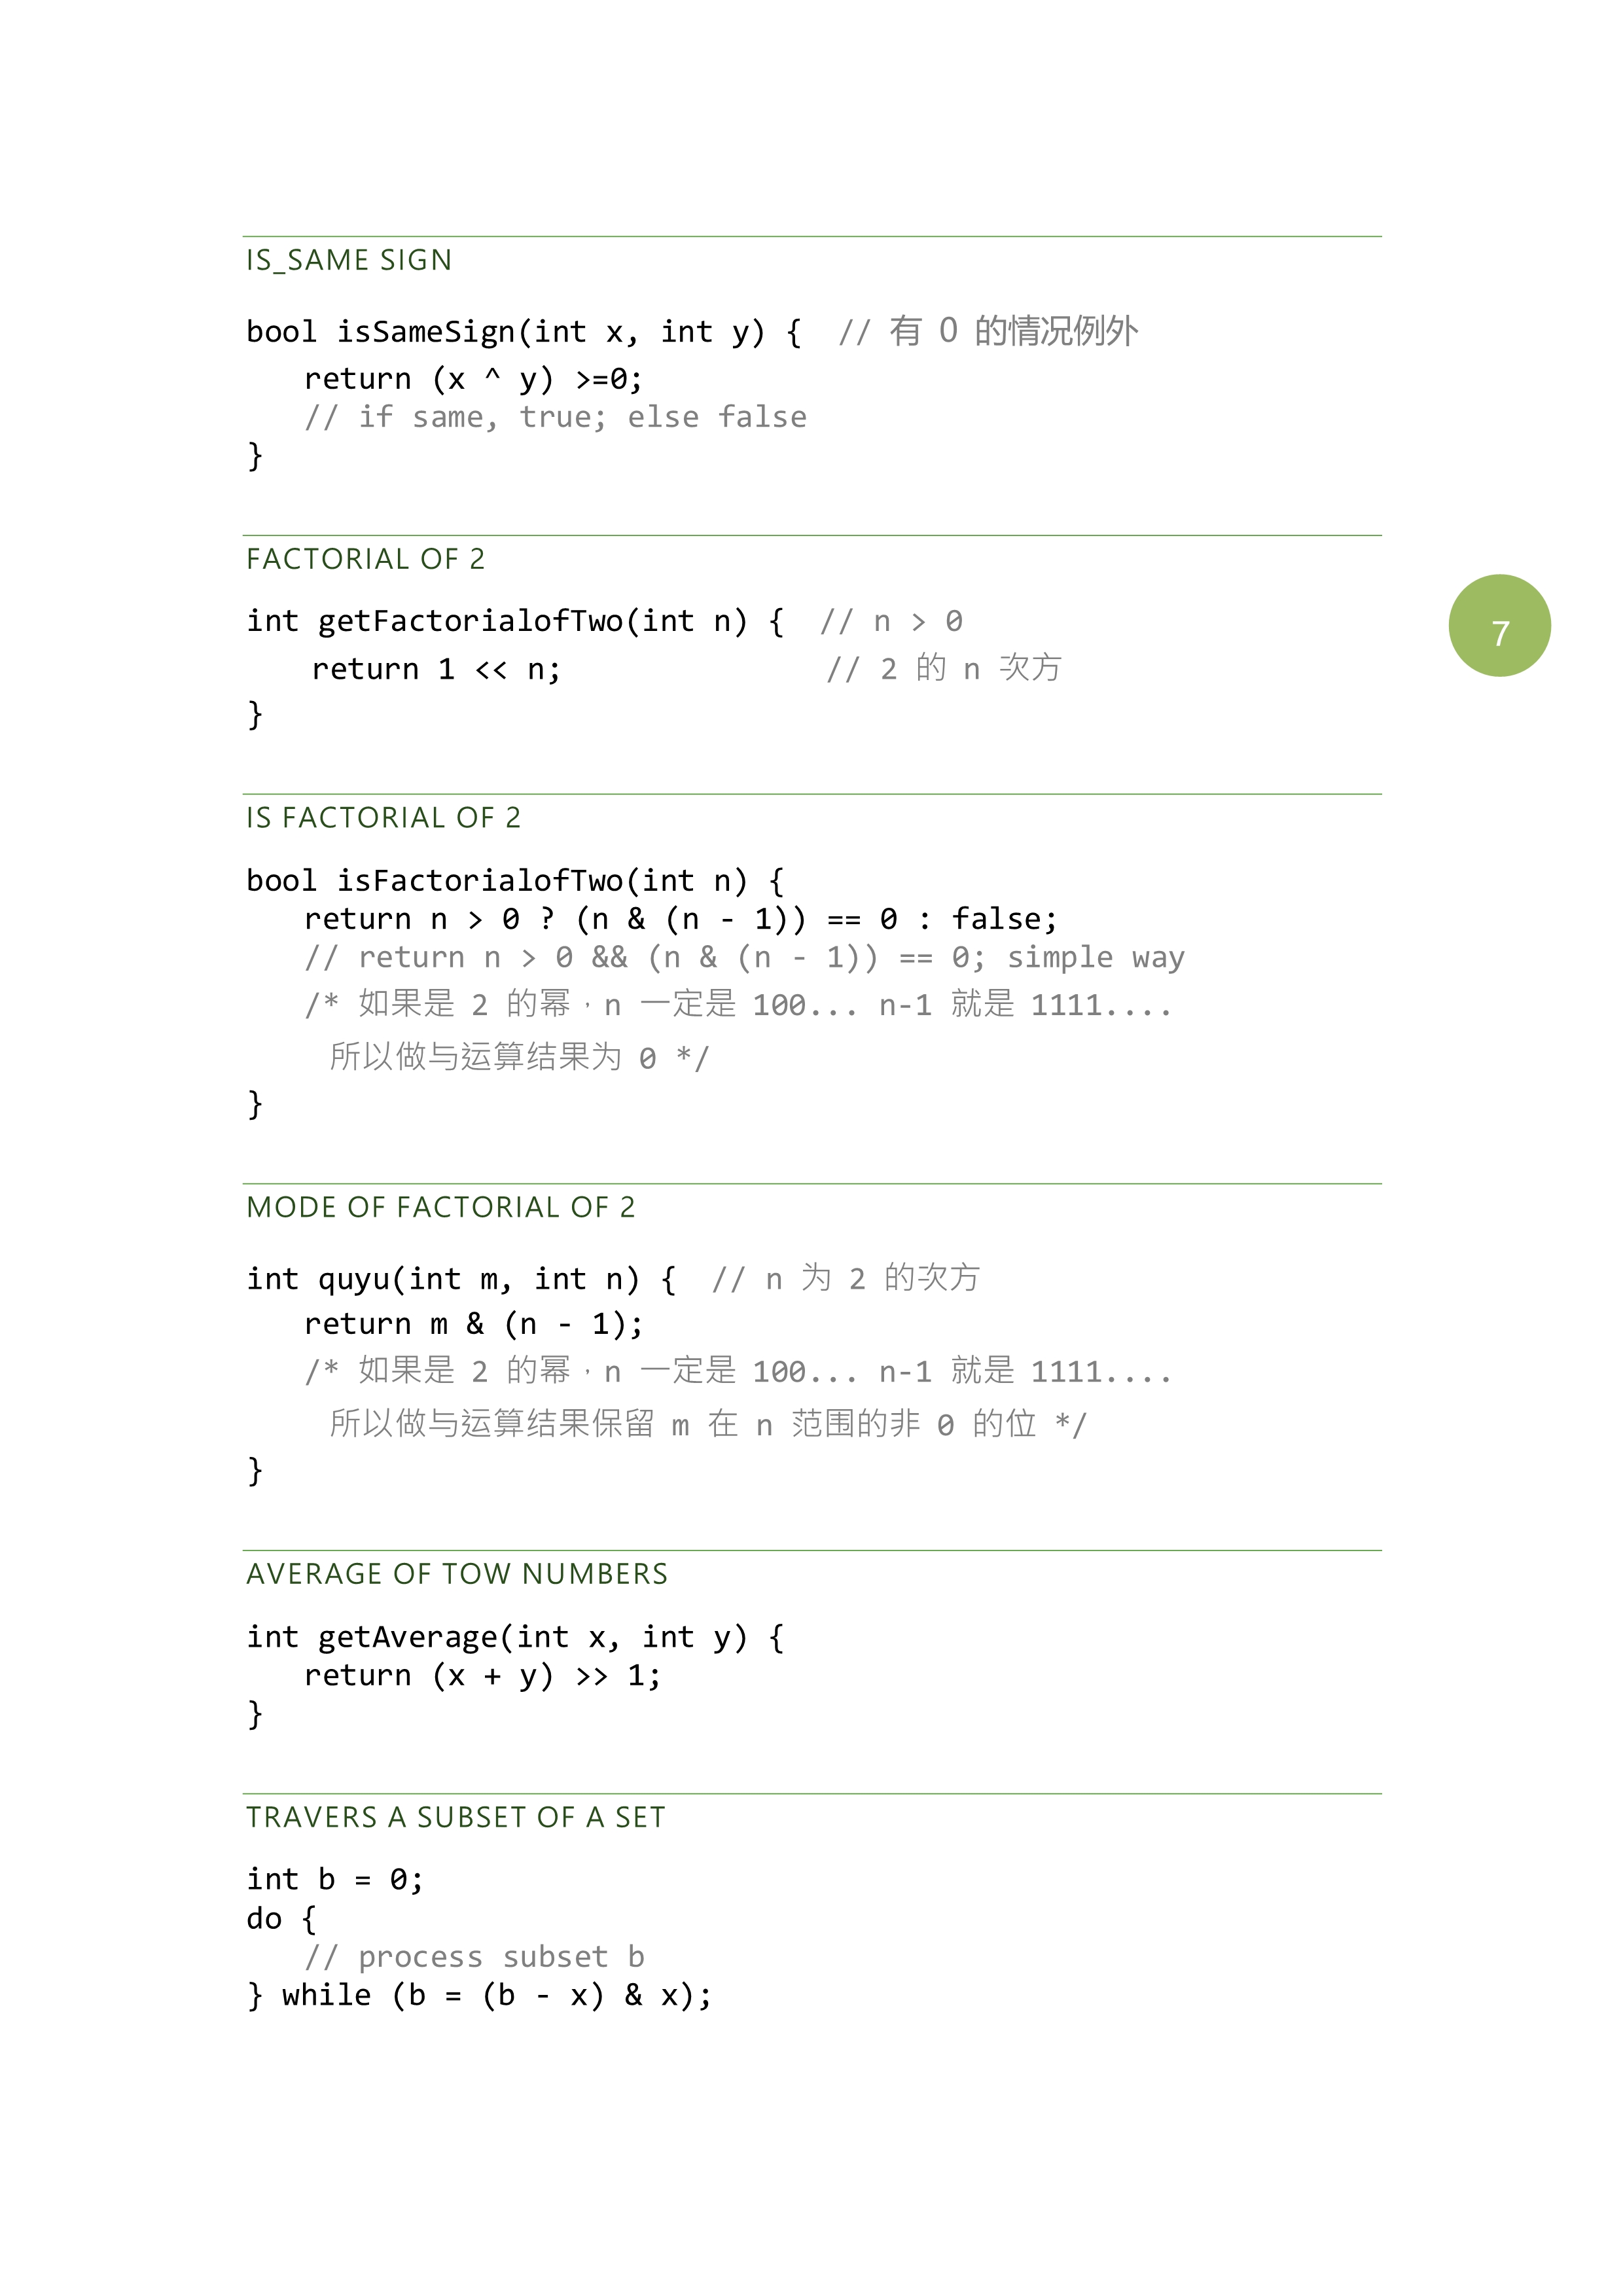 IS_SAME SIGN
bool isSameSign(int x, int y) {  // 有 0 的情况例外
    return (x ^ y) >=0;
    // if same, true; else false
}
FACTORIAL OF 2
int getFactorialofTwo(int n) {  // n > 0
    return 1 << n;               // 2 的 n 次方
}
7
IS FACTORIAL OF 2
bool isFactorialofTwo(int n) {
    return n > 0 ? (n & (n - 1)) == 0 : false;
    // return n > 0 && (n & (n - 1)) == 0; simple way
    /* 如果是 2 的幂，n 一定是 100... n-1 就是 1111....
     所以做与运算结果为 0 */
}
MODE OF FACTORIAL OF 2
int quyu(int m, int n) {  // n 为 2 的次方
    return m & (n - 1);
    /* 如果是 2 的幂，n 一定是 100... n-1 就是 1111....
     所以做与运算结果保留 m 在 n 范围的非 0 的位 */
}
AVERAGE OF TOW NUMBERS
int getAverage(int x, int y) {
    return (x + y) >> 1;
}
TRAVERS A SUBSET OF A SET
int b = 0;
do {
    // process subset b
} while (b = (b - x) & x);